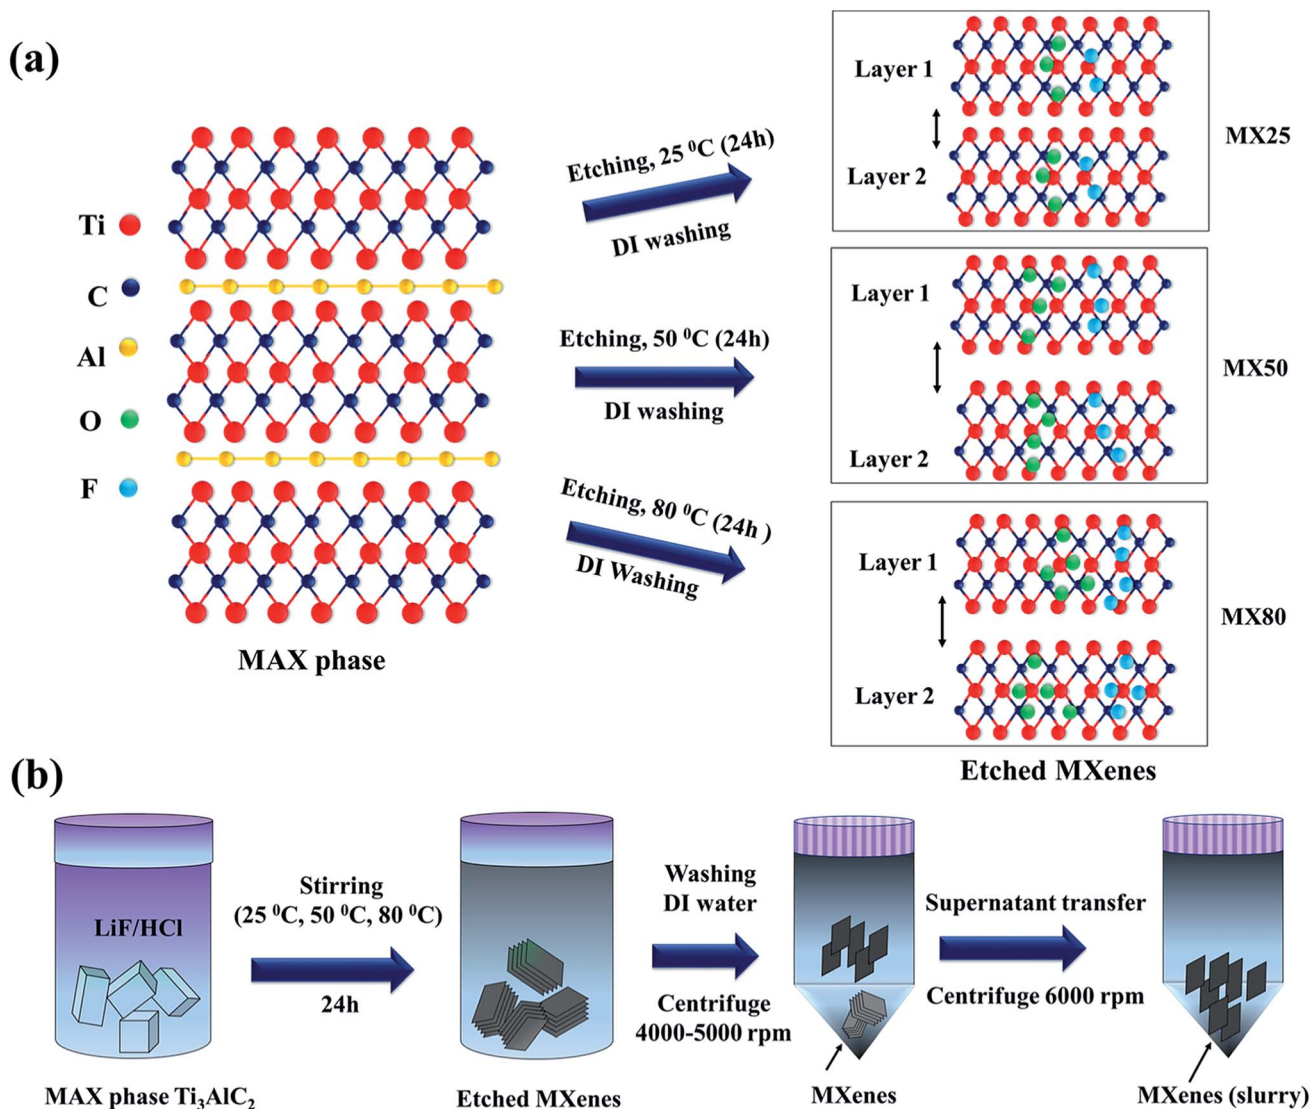 (a)
Ti
C
Al
O
F
MAX phase
Etching, 25 ⁰C (24h)
DI washing
Etching, 50 ⁰C (24h)
DI washing
Etching, 80 ⁰C (24h )
DI Washing
Layer 1
Layer 2
MX25
Layer 1
Layer 2
MX50
Layer 1
Layer 2
MX80
Etched MXenes
(b)
LiF/HCl
MAX phase Ti₃AlC₂
Stirring
(25 ⁰C, 50 ⁰C, 80 ⁰C)
24h
Etched MXenes
Washing
DI water
Centrifuge
4000-5000 rpm
MXenes
Supernatant transfer
Centrifuge 6000 rpm
MXenes (slurry)